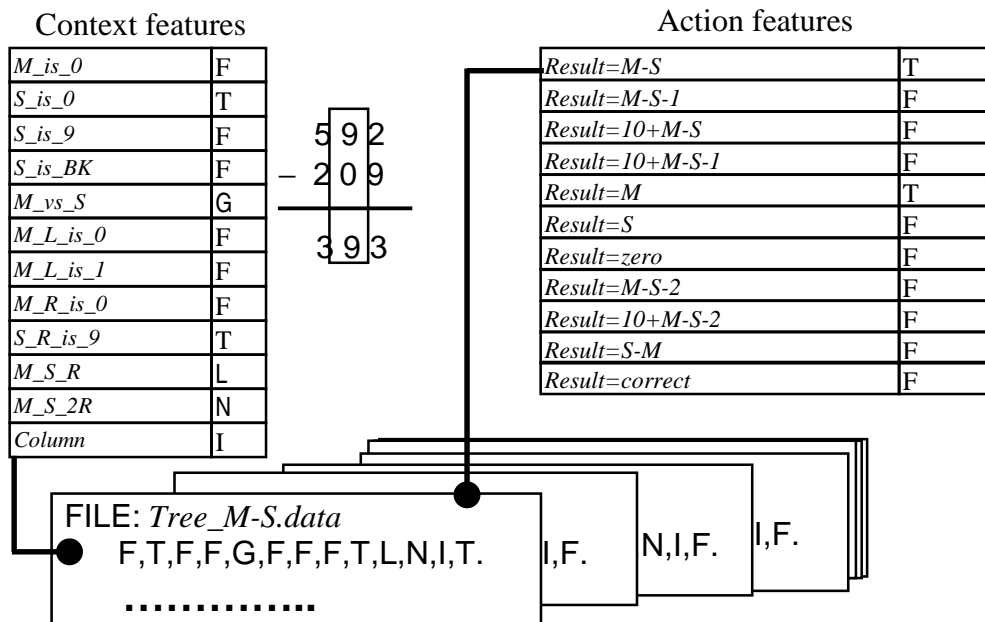 Context features
M_is_0 F
S_is_0 T
S_is_9 F
S_is_BK F
M_vs_S G
M_L_is_0 F
M_L_is_1 F
M_R_is_0 F
S_R_is_9 T
M_S_R L
M_S_2R N
Column I
5 9 2
– 2 0 9
3 9 3
Action features
Result=M-S T
Result=M-S-1 F
Result=10+M-S F
Result=10+M-S-1 F
Result=M T
Result=S F
Result=zero F
Result=M-S-2 F
Result=10+M-S-2 F
Result=S-M F
Result=correct F
FILE: Tree_M-S.data
F,T,F,F,G,F,F,F,T,L,N,I,T.
..............
I,F.
N,I,F.
I,F.